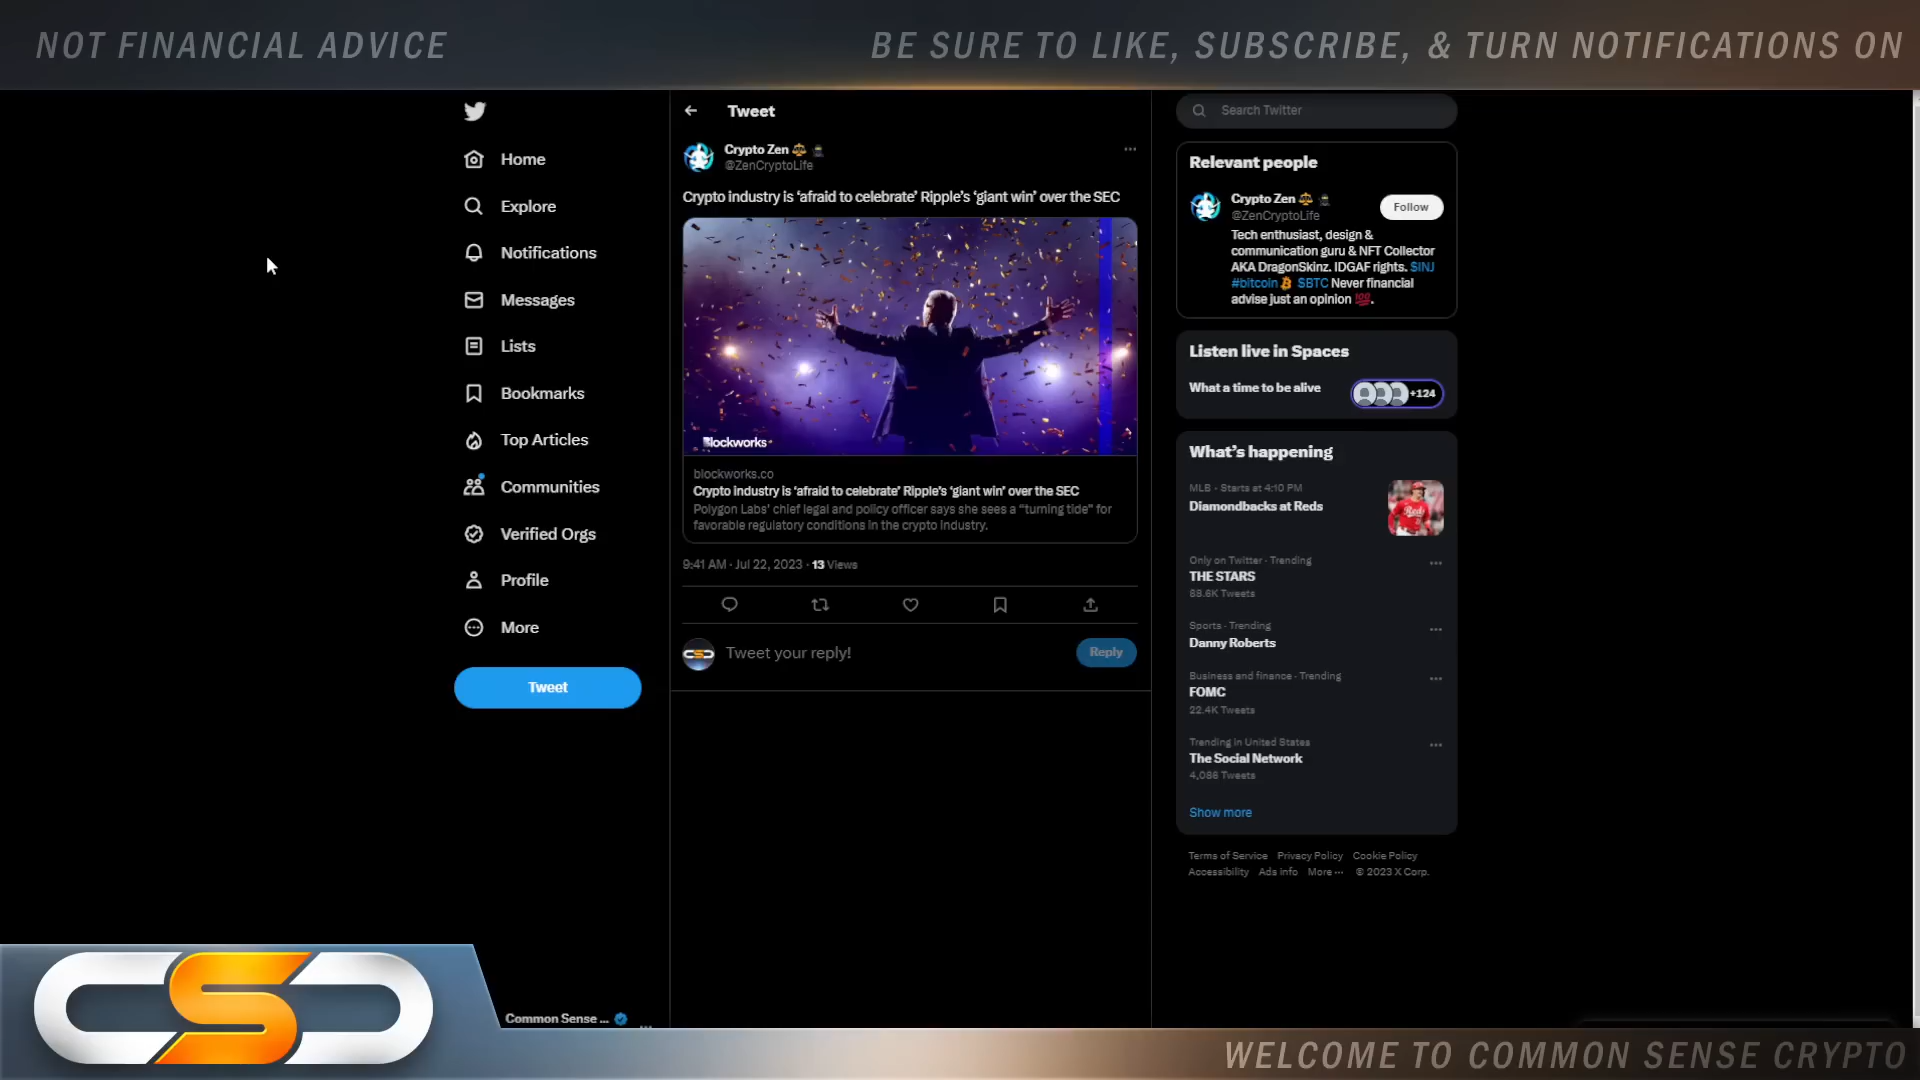 NOT FINANCIAL ADVICE
BE SURE TO LIKE, SUBSCRIBE, & TURN NOTIFICATIONS ON
Home
Explore
Notifications
Messages
Lists
Bookmarks
Top Articles
Communities
Verified Orgs
Profile
More
Tweet
Common Sense ...
Tweet
Crypto Zen
@ZenCryptoLife
Crypto industry is ‘afraid to celebrate’ Ripple’s ‘giant win’ over the SEC
Blockworks
blockworks.co
Crypto industry is ‘afraid to celebrate’ Ripple’s ‘giant win’ over the SEC
Polygon Labs’ chief legal and policy officer says she sees a “turning tide” for
favorable regulatory conditions in the crypto industry.
9:41 AM · Jul 22, 2023 · 13 Views
Tweet your reply!
Reply
Search Twitter
Relevant people
Crypto Zen
@ZenCryptoLife
Follow
Tech enthusiast, design &
communication guru & NFT Collector
AKA DragonSkinz. IDGAF rights. $INJ
#bitcoin $BTC Never financial
advise just an opinion 💯.
Listen live in Spaces
What a time to be alive
+124
What’s happening
MLB · Starts at 4:10 PM
Diamondbacks at Reds
Reds
Only on Twitter · Trending
THE STARS
88.6K Tweets
Sports · Trending
Danny Roberts
Business and finance · Trending
FOMC
22.4K Tweets
Trending in United States
The Social Network
4,086 Tweets
Show more
Terms of Service Privacy Policy Cookie Policy
Accessibility Ads info More ··· © 2023 X Corp.
CSC
WELCOME TO COMMON SENSE CRYPTO